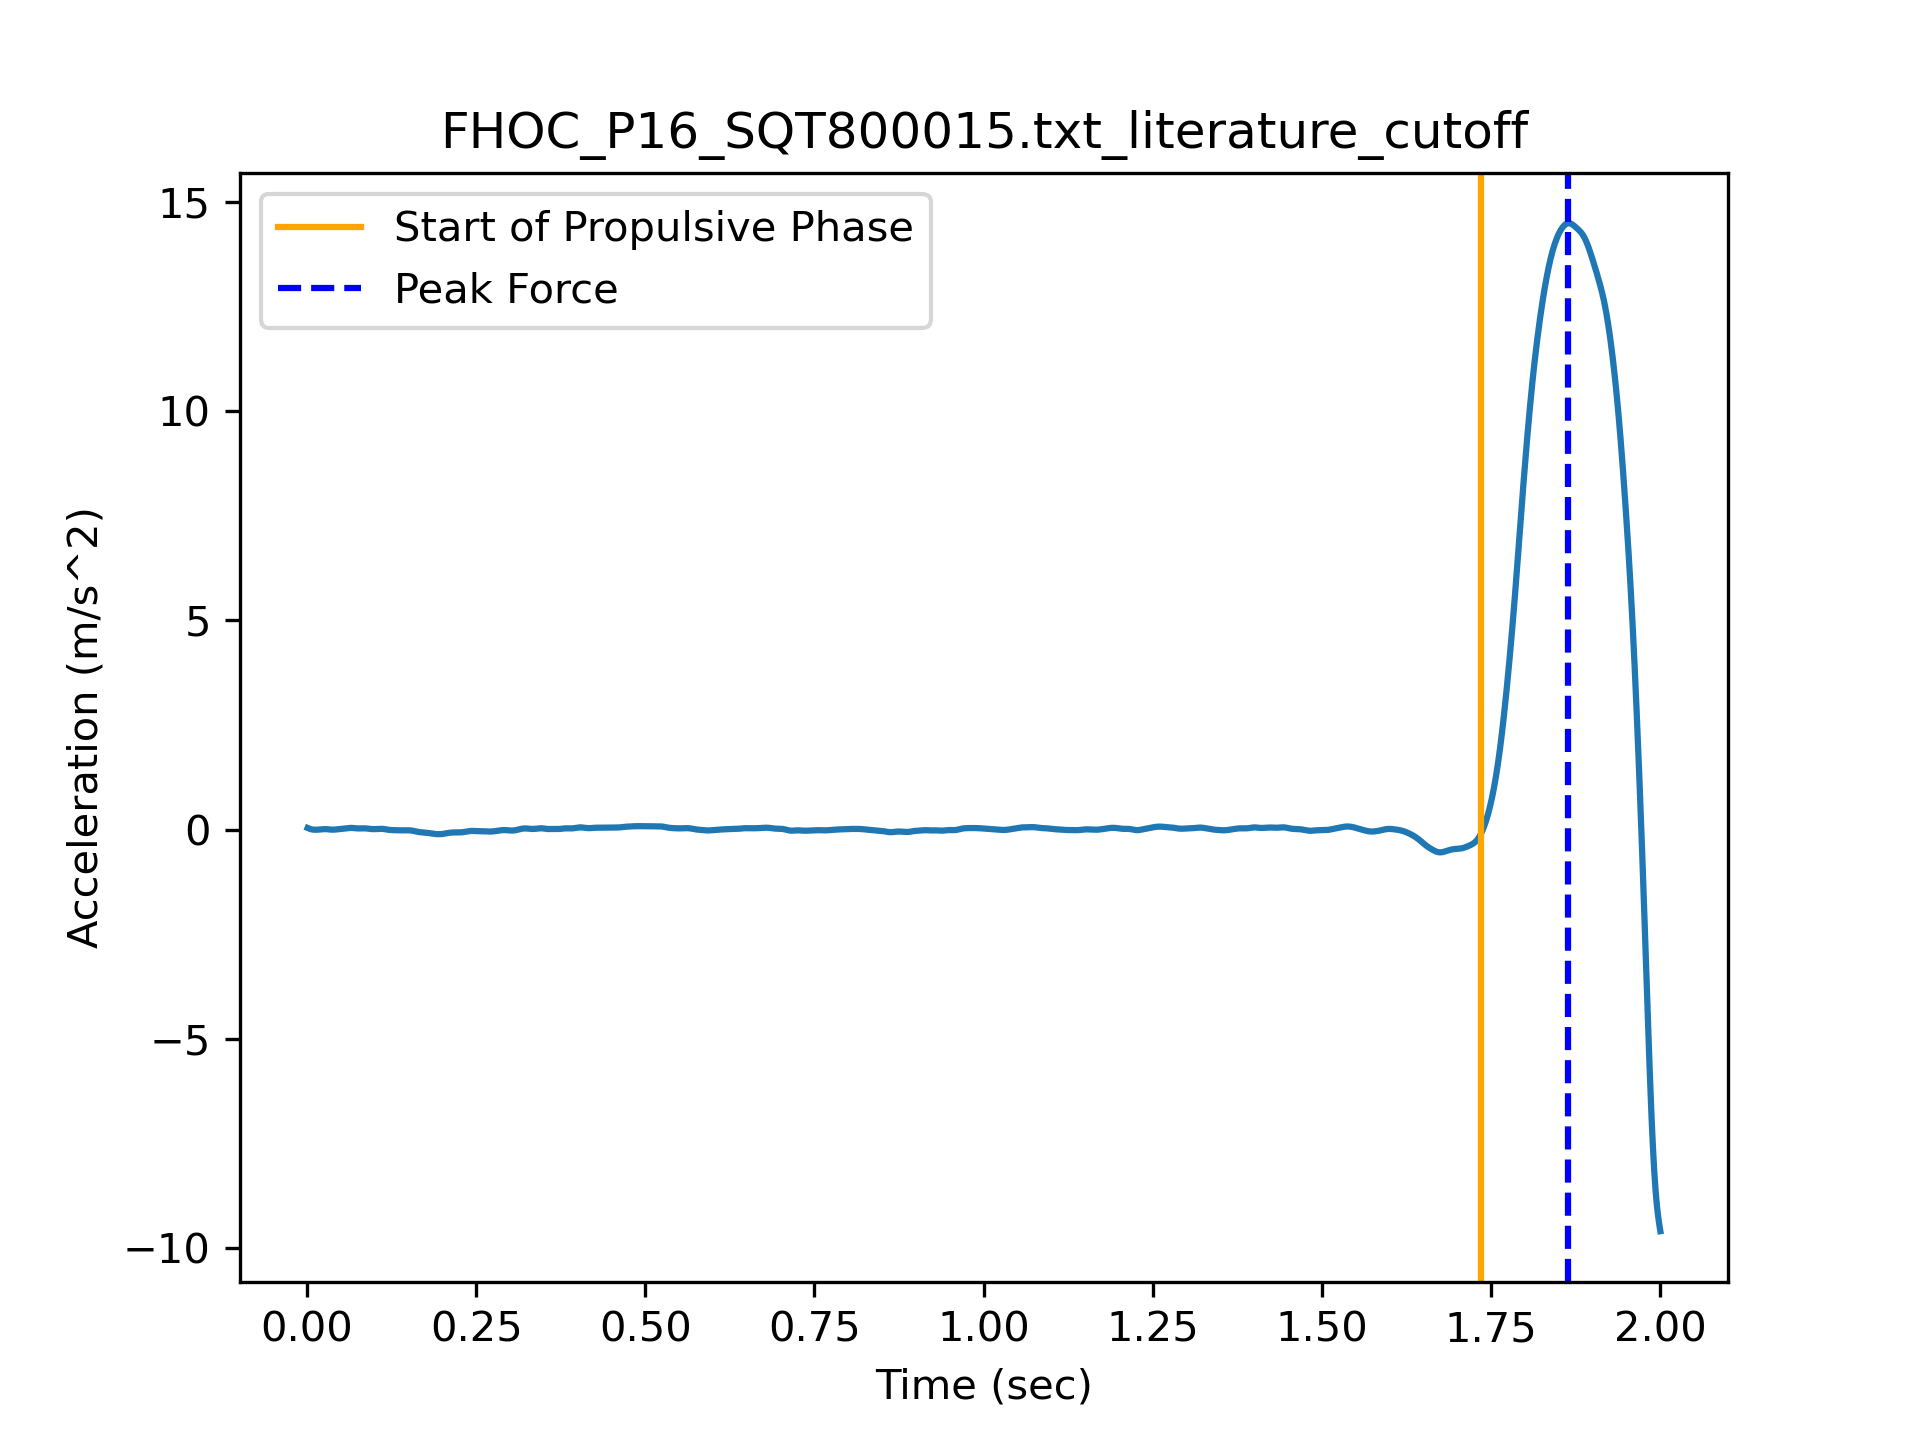 FHOC_P16_SQT800015.txt_literature_cutoff
Start of Propulsive Phase
Peak Force
15
10
5
0
−5
−10
Acceleration (m/s^2)
0.00 0.25 0.50 0.75 1.00 1.25 1.50 1.75 2.00
Time (sec)